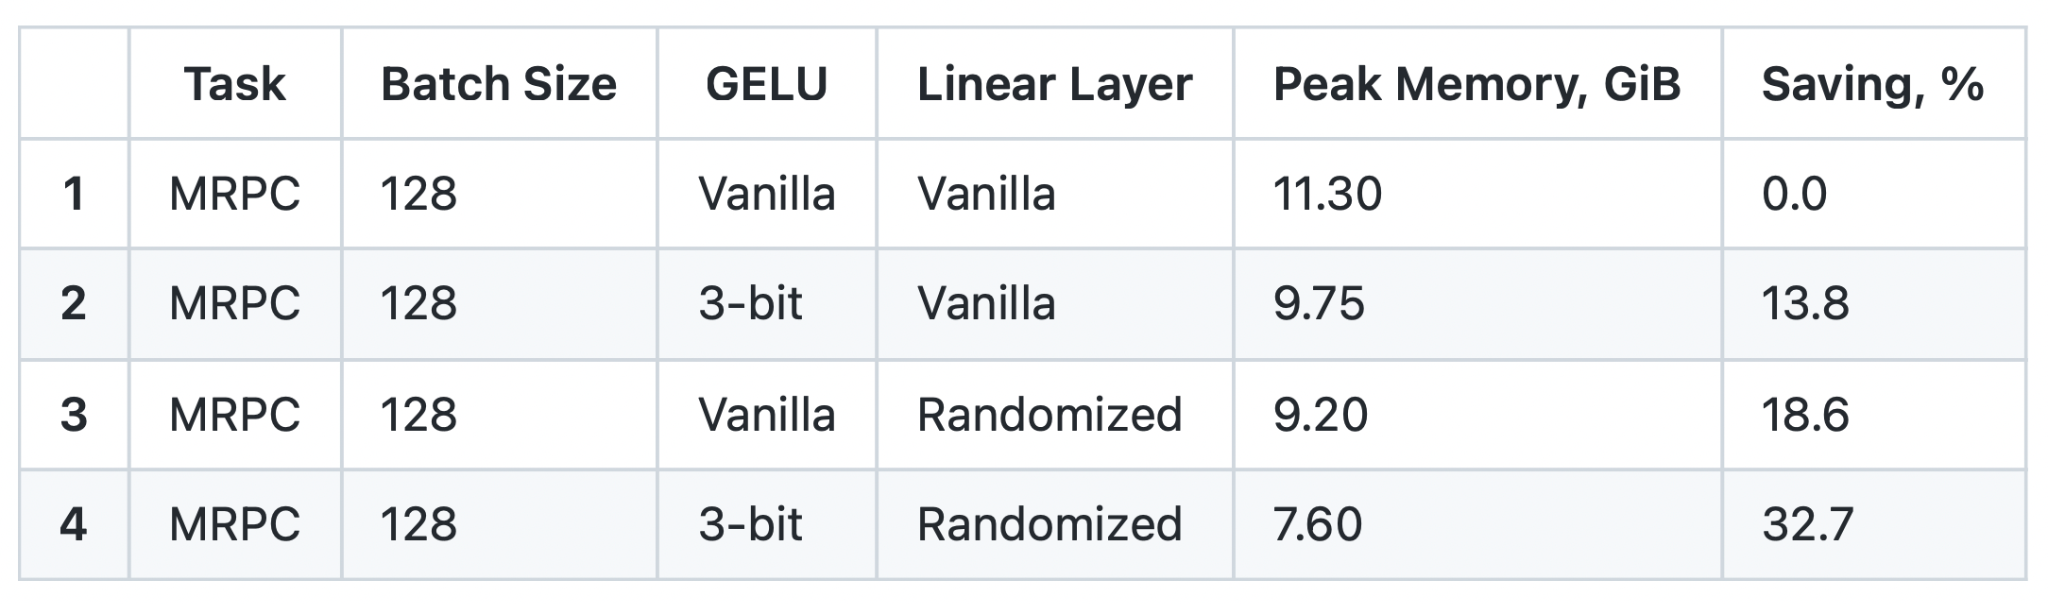 Task Batch Size GELU Linear Layer Peak Memory, GiB Saving, %
1 MRPC 128 Vanilla Vanilla 11.30 0.0
2 MRPC 128 3-bit Vanilla 9.75 13.8
3 MRPC 128 Vanilla Randomized 9.20 18.6
4 MRPC 128 3-bit Randomized 7.60 32.7